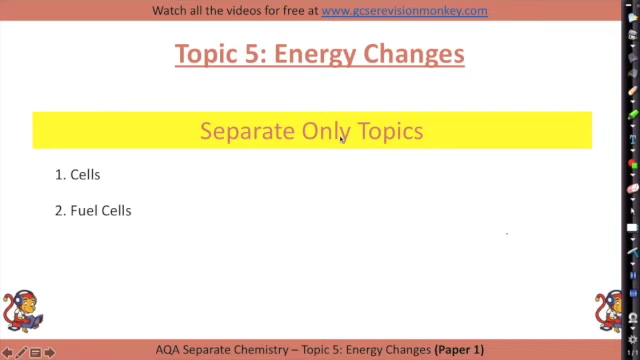 Watch all the videos for free at www.gcserevisionmonkey.com
Topic 5: Energy Changes
Separate Only Topics
1. Cells
2. Fuel Cells
AQA Separate Chemistry – Topic 5: Energy Changes (Paper 1)